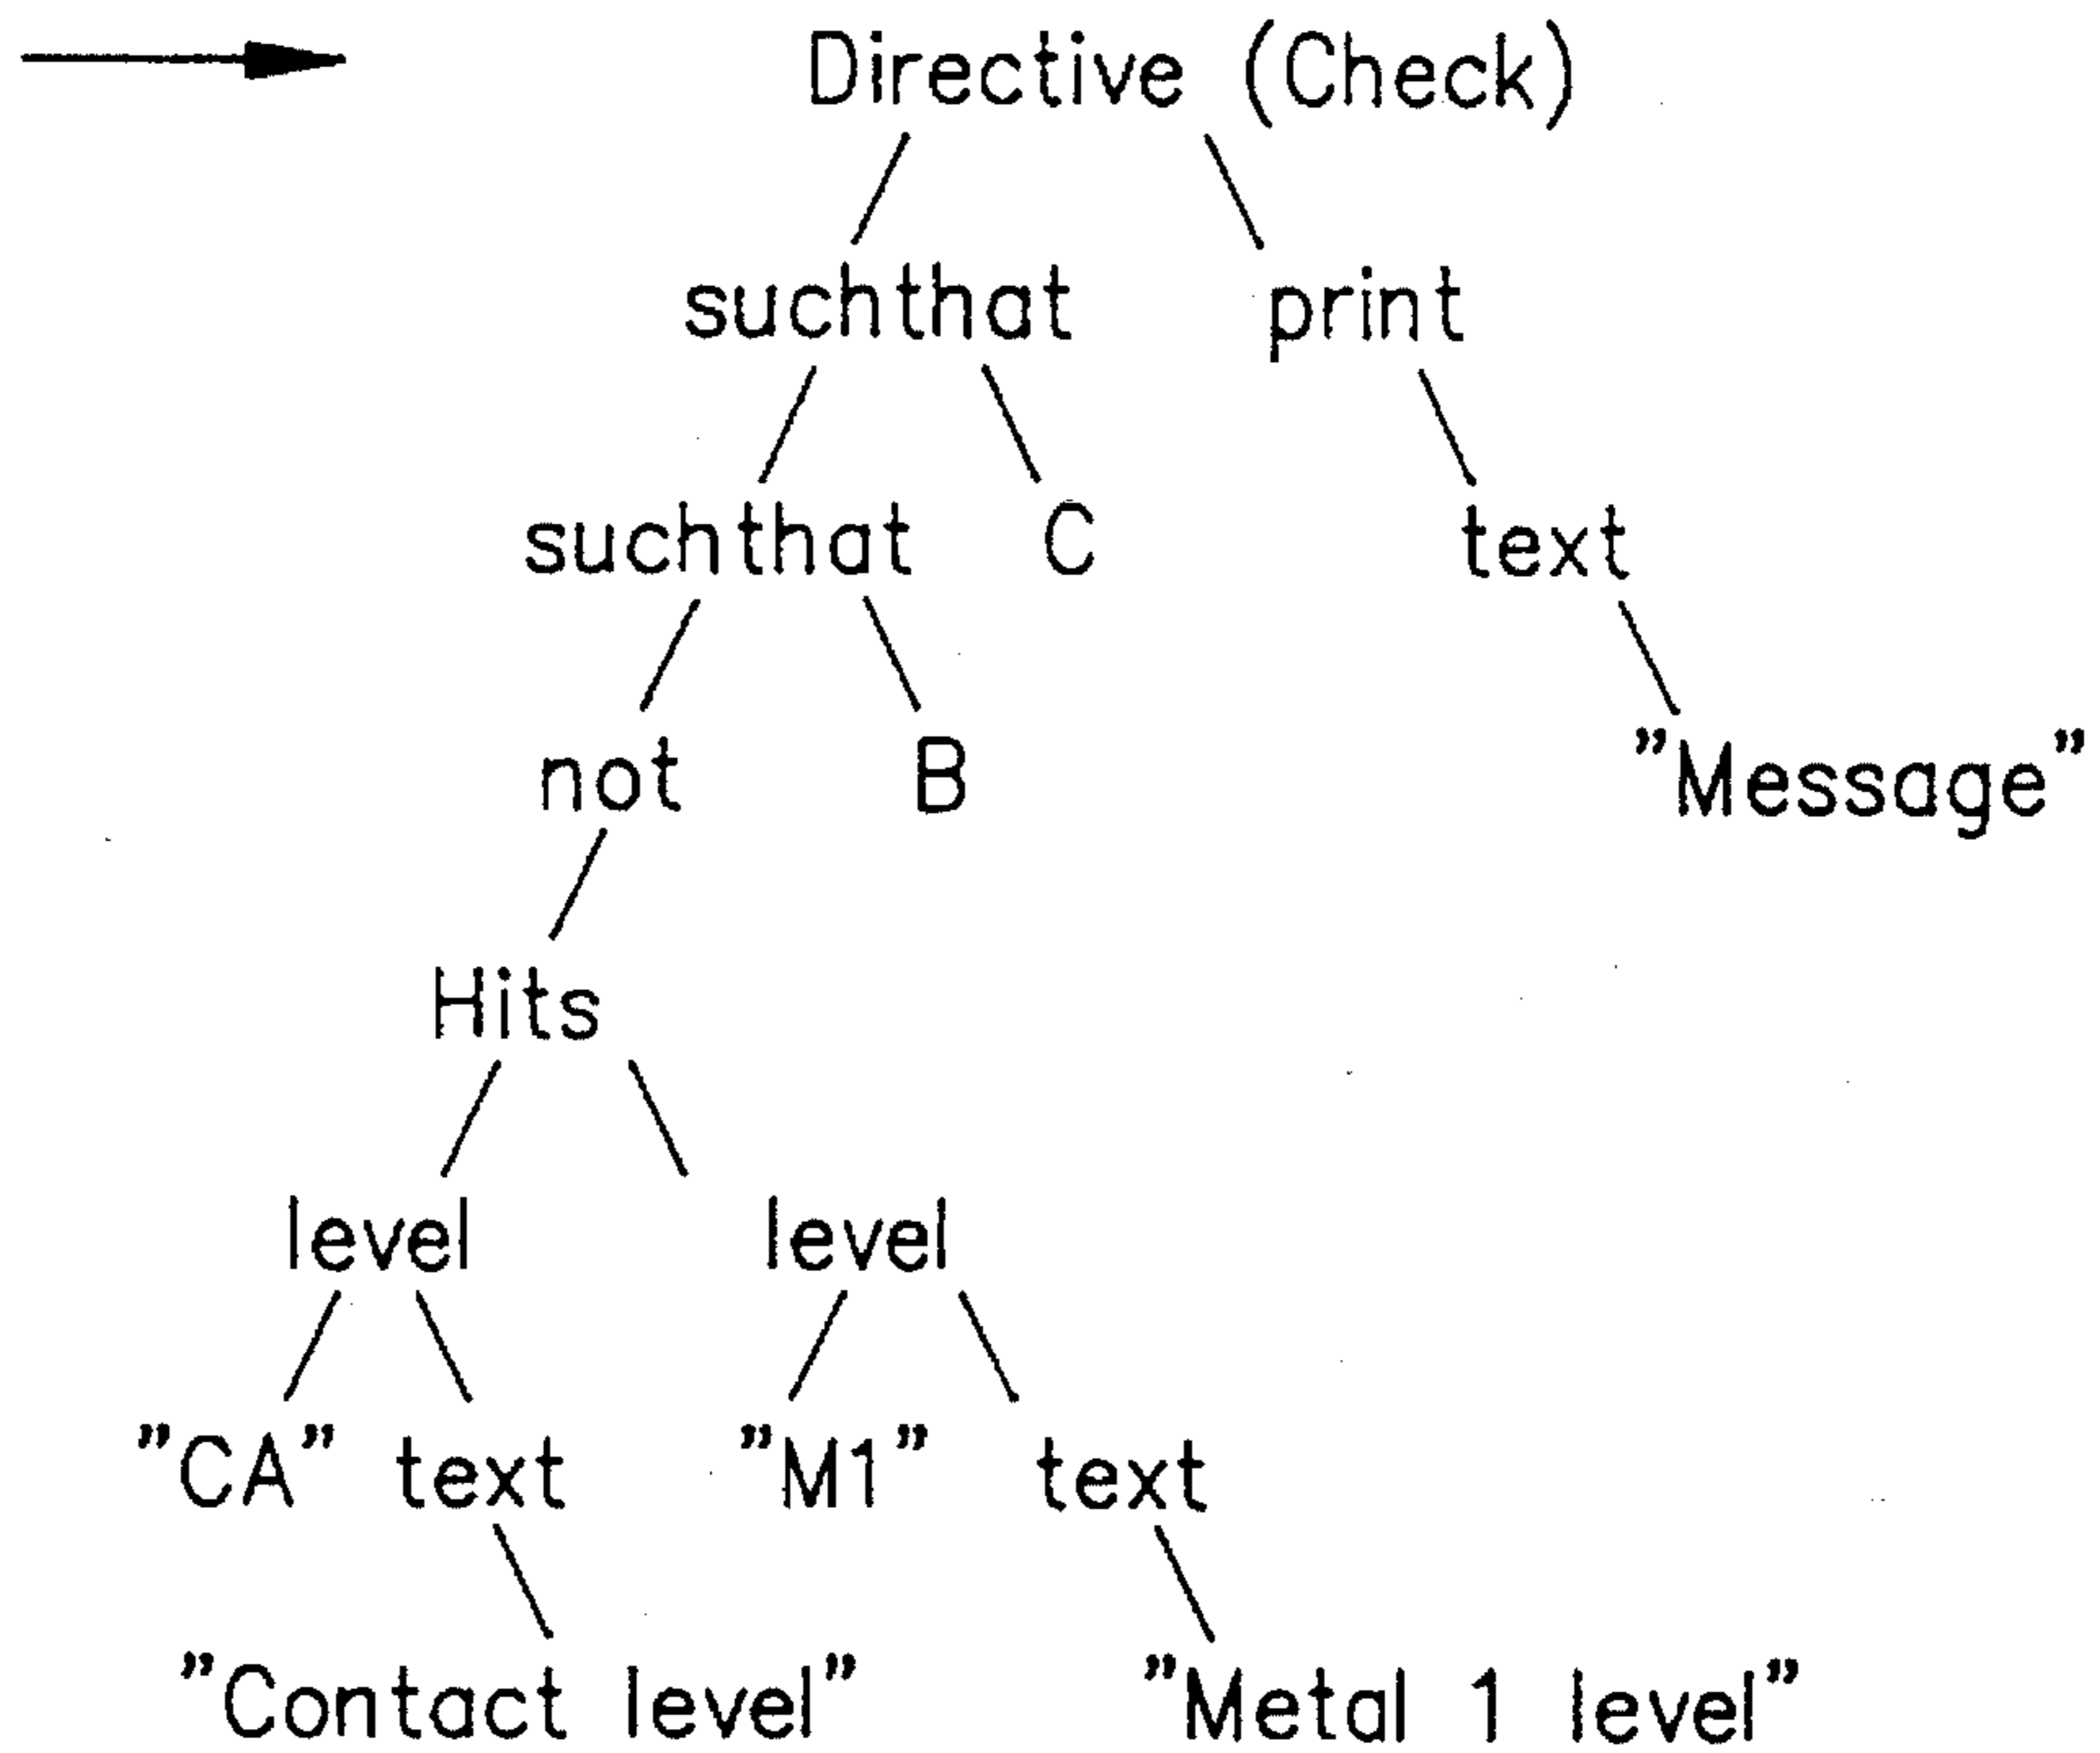 Directive (Check)
suchthat print
suchthat C text
not B "Message"
Hits
level level
"CA" text "M1" text
"Contact level" "Metal 1 level"